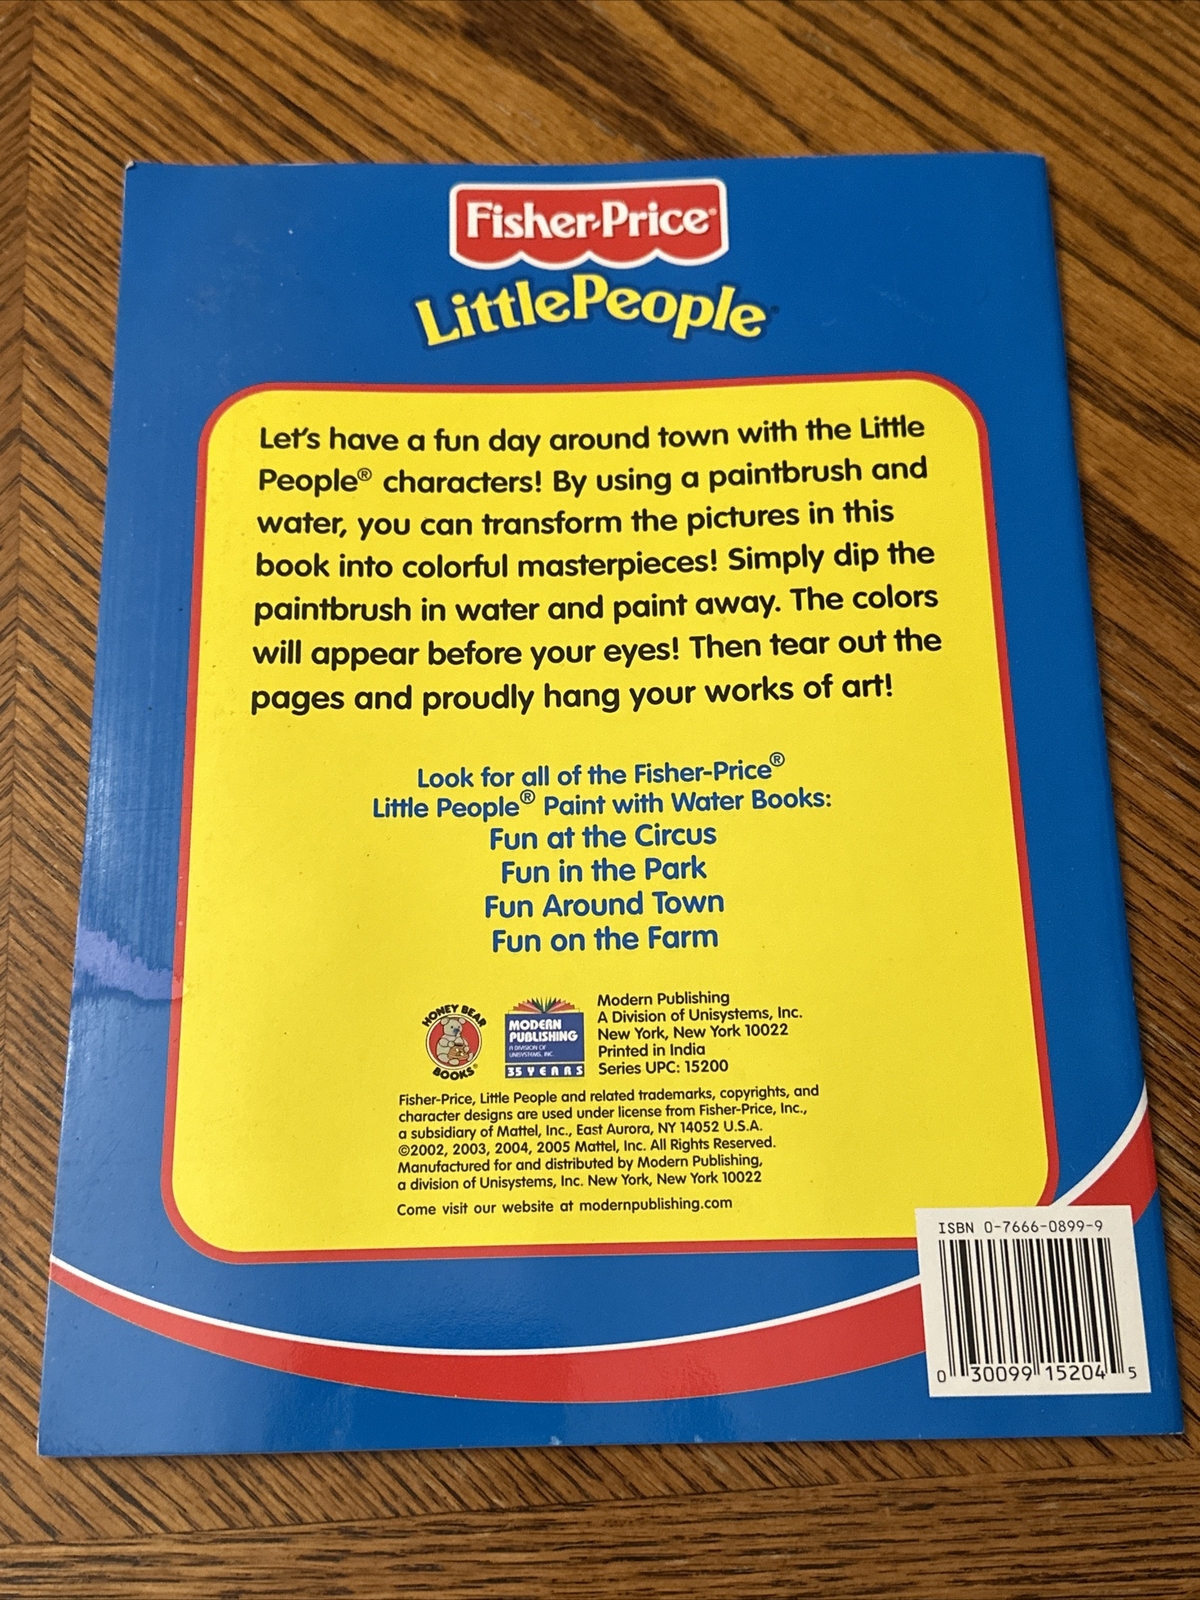 Fisher-Price®
Little People
Let's have a fun day around town with the Little
People® characters! By using a paintbrush and
water, you can transform the pictures in this
book into colorful masterpieces! Simply dip the
paintbrush in water and paint away. The colors
will appear before your eyes! Then tear out the
pages and proudly hang your works of art!
Look for all of the Fisher-Price®
Little People® Paint with Water Books:
Fun at the Circus
Fun in the Park
Fun Around Town
Fun on the Farm
HONEY BEAR
BOOKS®
MODERN
PUBLISHING
A DIVISION OF
UNISYSTEMS, INC.
35 YEARS
Modern Publishing
A Division of Unisystems, Inc.
New York, New York 10022
Printed in India
Series UPC: 15200
Fisher-Price, Little People and related trademarks, copyrights, and
character designs are used under license from Fisher-Price, Inc.,
a subsidiary of Mattel, Inc., East Aurora, NY 14052 U.S.A.
©2002, 2003, 2004, 2005 Mattel, Inc. All Rights Reserved.
Manufactured for and distributed by Modern Publishing,
a division of Unisystems, Inc. New York, New York 10022
Come visit our website at modernpublishing.com
ISBN 0-7666-0899-9
0 30099 15204 5